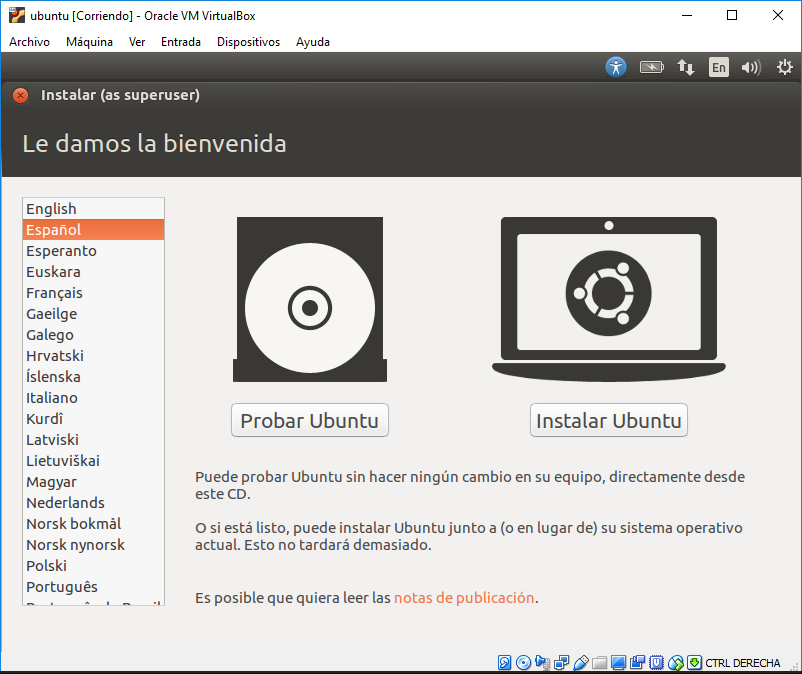 ubuntu [Corriendo] - Oracle VM VirtualBox
Archivo Máquina Ver Entrada Dispositivos Ayuda
En
Instalar (as superuser)
Le damos la bienvenida
English
Español
Esperanto
Euskara
Français
Gaeilge
Galego
Hrvatski
Íslenska
Italiano
Kurdî
Latviski
Lietuviškai
Magyar
Nederlands
Norsk bokmål
Norsk nynorsk
Polski
Português
Probar Ubuntu
Instalar Ubuntu
Puede probar Ubuntu sin hacer ningún cambio en su equipo, directamente desde
este CD.
O si está listo, puede instalar Ubuntu junto a (o en lugar de) su sistema operativo
actual. Esto no tardará demasiado.
Es posible que quiera leer las notas de publicación.
CTRL DERECHA